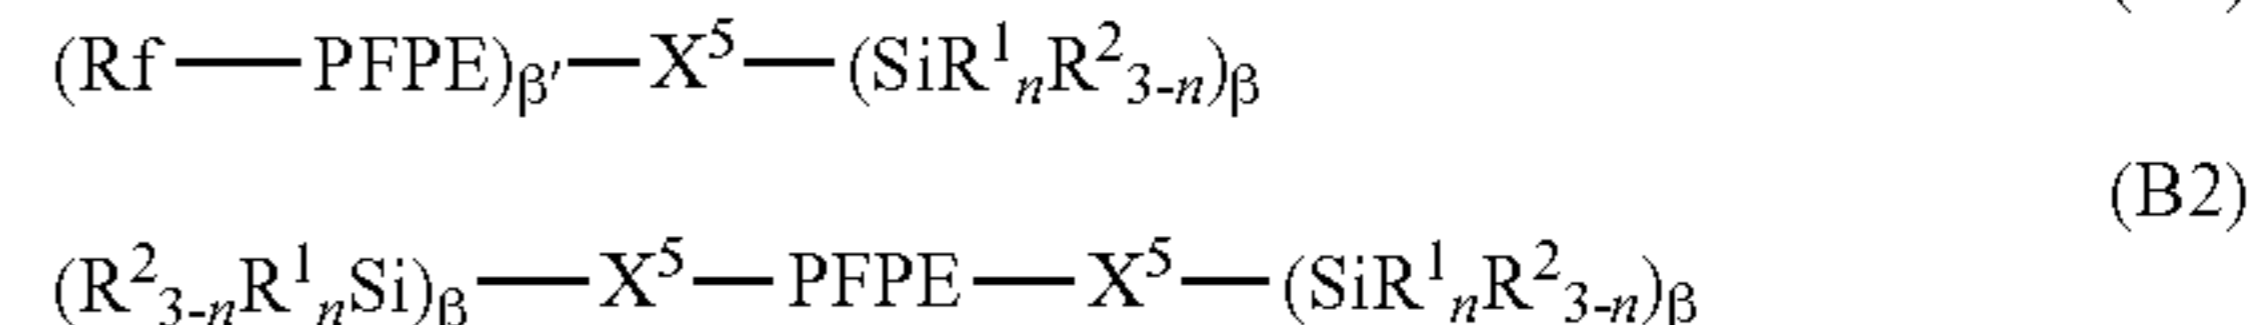 (Rf—PFPE)β′—X⁵—(SiR¹ₙR²₃₋ₙ)β
(B2)
(R²₃₋ₙR¹ₙSi)β—X⁵—PFPE—X⁵—(SiR¹ₙR²₃₋ₙ)β